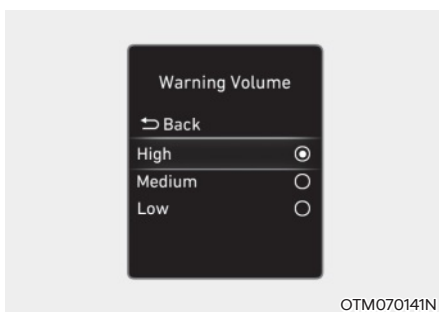 Warning Volume
Back
High
Medium
Low
OTM070141N